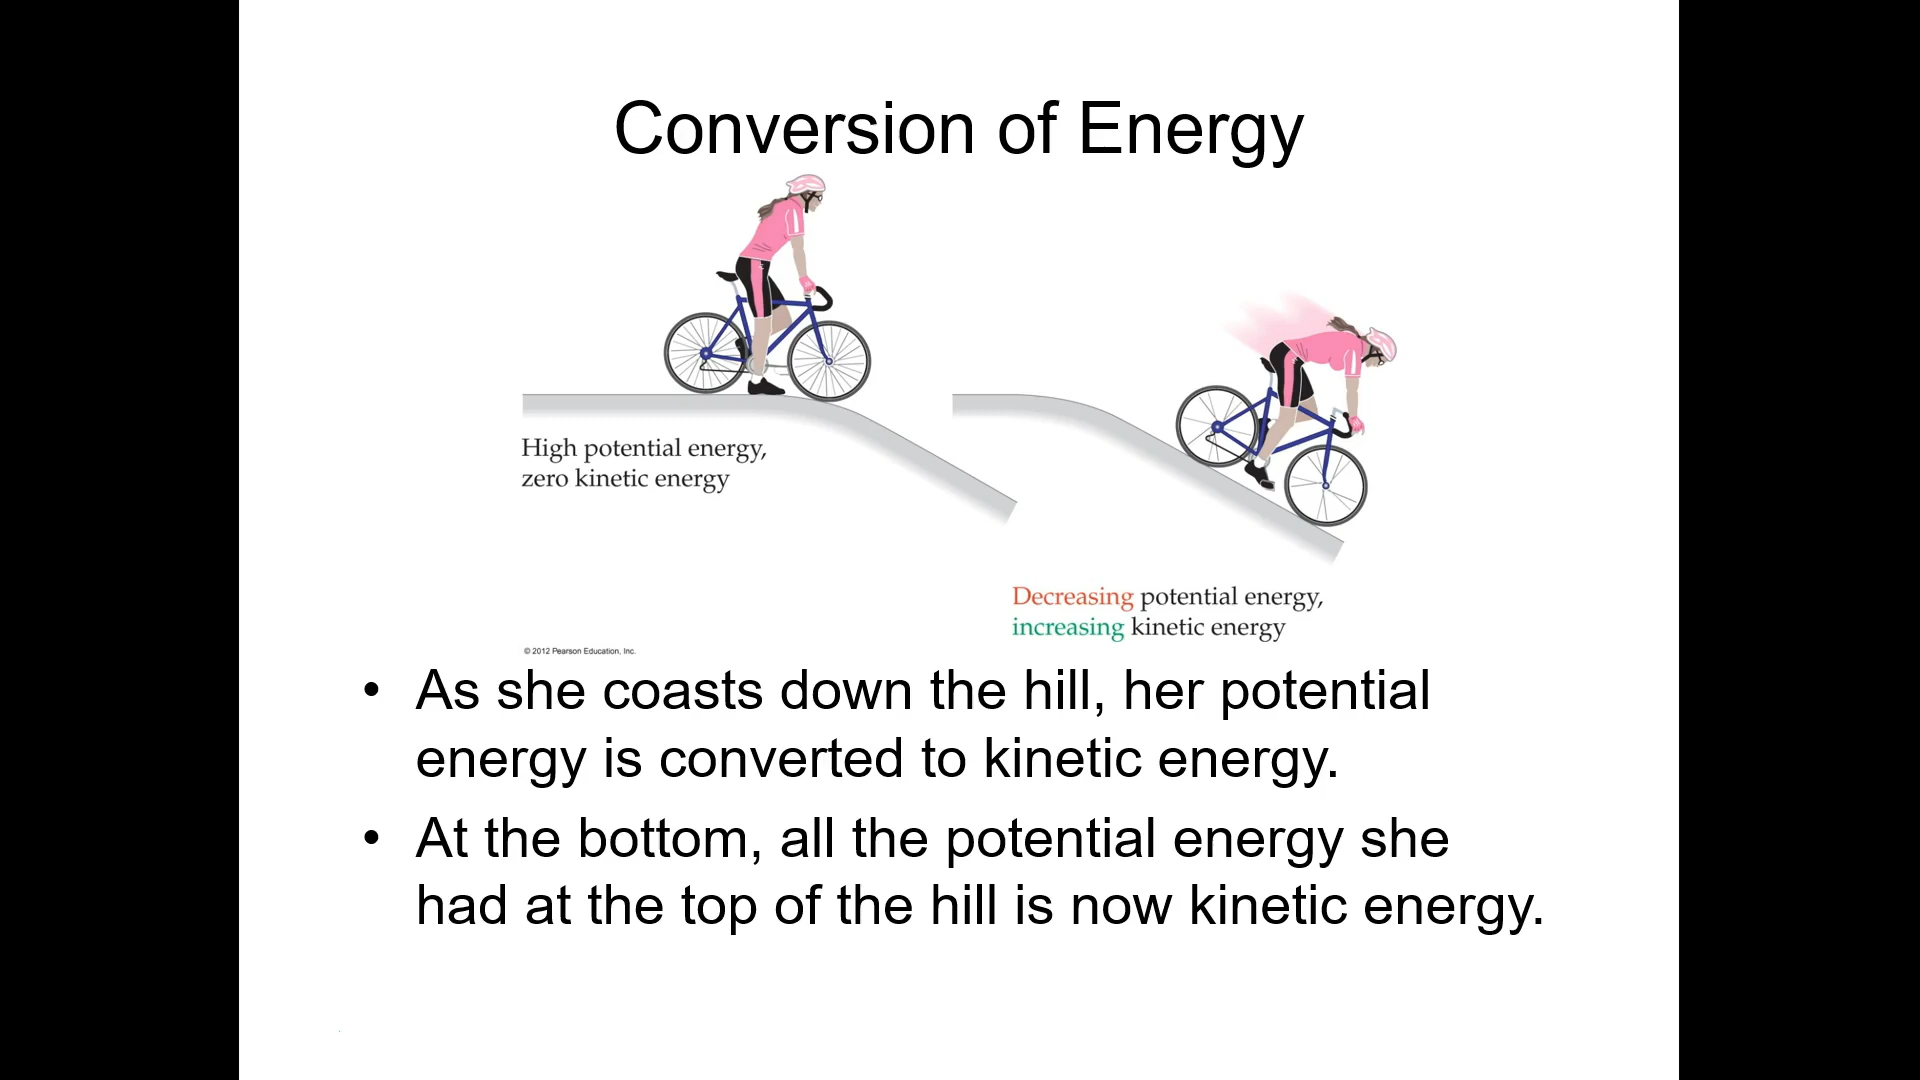 Conversion of Energy
High potential energy,
zero kinetic energy
Decreasing potential energy,
increasing kinetic energy
© 2012 Pearson Education, Inc.
• As she coasts down the hill, her potential
energy is converted to kinetic energy.
• At the bottom, all the potential energy she
had at the top of the hill is now kinetic energy.